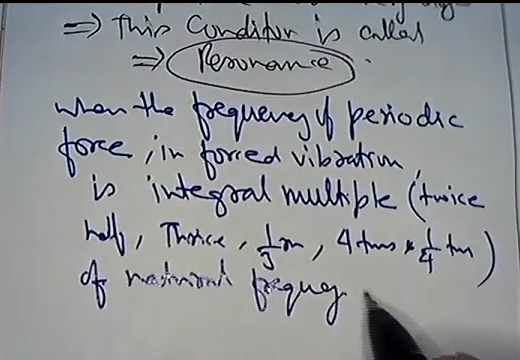 ⇒ This Condition is called
⇒ Resonance.
when the frequency of periodic
force, in forced vibration,
is integral multiple (twice
half, Thrice, 1/3 rd, 4 times & 1/4 tm)
of natural frequency.